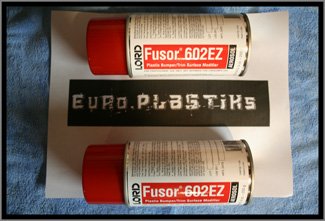 LORD
Fusor® 602EZ
Plastic Bumper/Trim Surface Modifier
EURO.PLASTIKS
LORD
Fusor® 602EZ
Plastic Bumper/Trim Surface Modifier